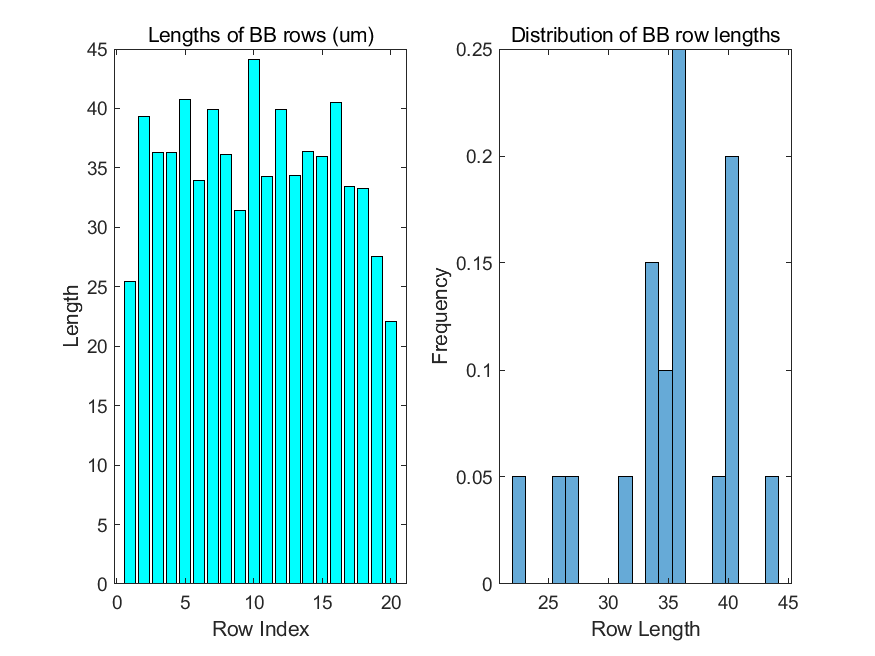 Lengths of BB rows (um)
45
40
35
30
25
20
15
10
5
0
Length
0 5 10 15 20
Row Index
Distribution of BB row lengths
0.25
0.2
0.15
0.1
0.05
0
Frequency
25 30 35 40 45
Row Length